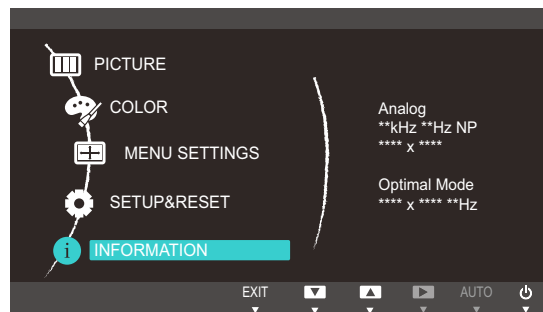 PICTURE
COLOR
MENU SETTINGS
SETUP&RESET
i INFORMATION
Analog
**kHz **Hz NP
**** x ****
Optimal Mode
**** x **** **Hz
EXIT AUTO